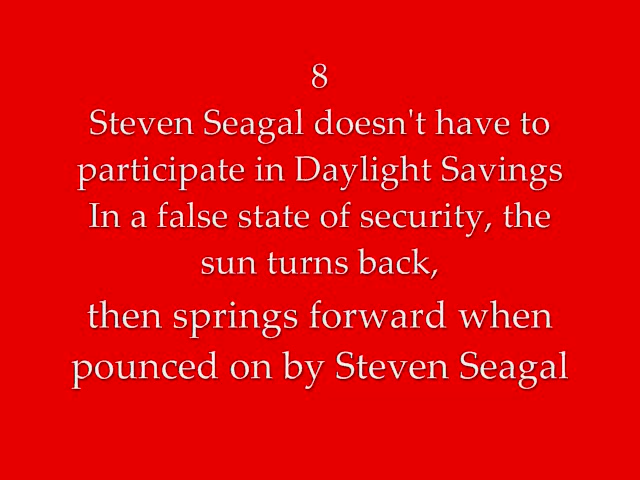 8
Steven Seagal doesn't have to
participate in Daylight Savings
In a false state of security, the
sun turns back,
then springs forward when
pounced on by Steven Seagal